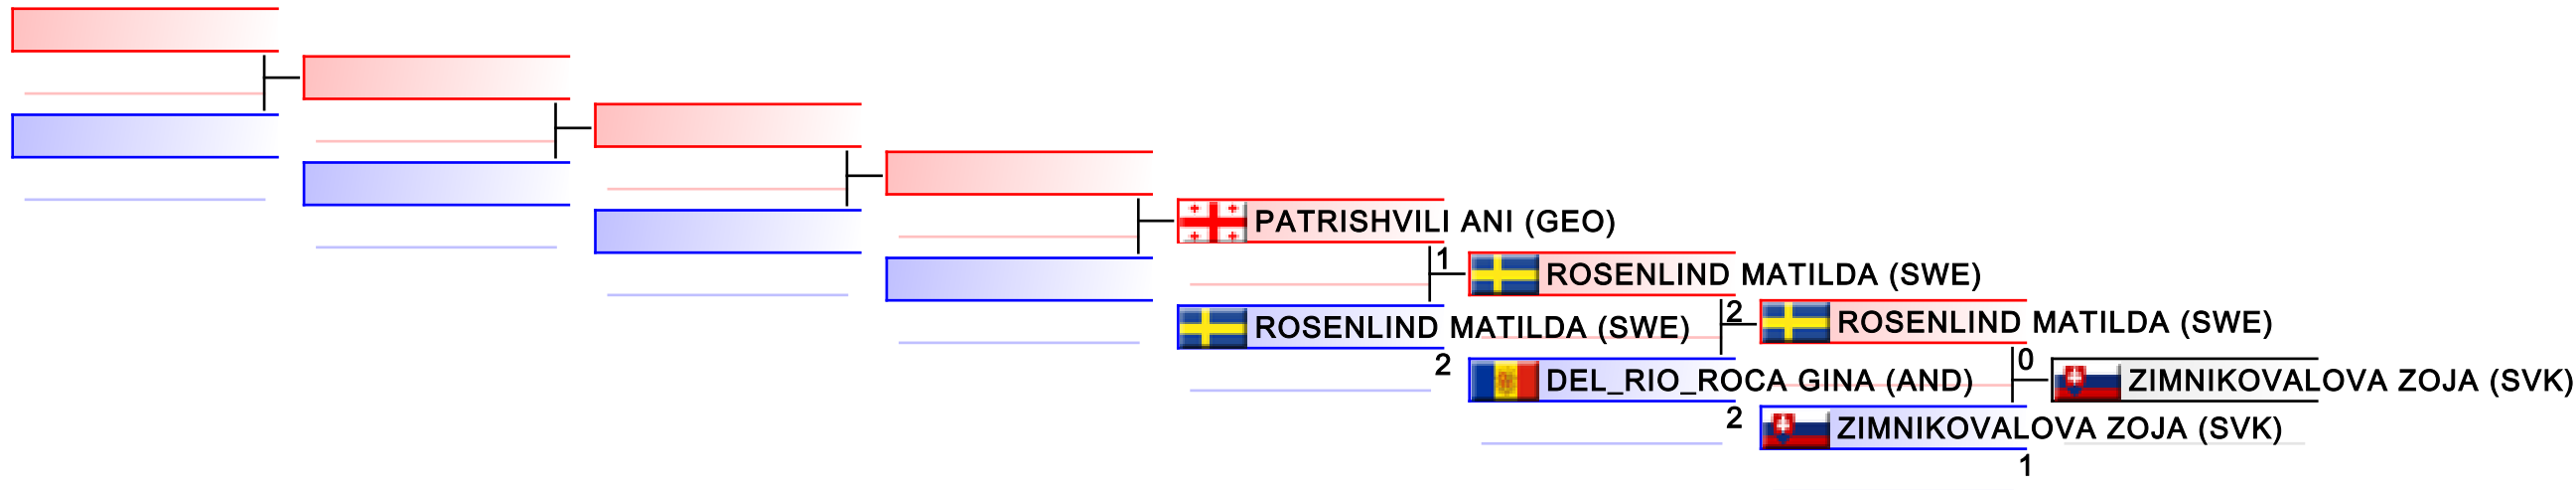 PATRISHVILI ANI (GEO)
1
ROSENLIND MATILDA (SWE)
ROSENLIND MATILDA (SWE)
2
2
ROSENLIND MATILDA (SWE)
DEL_RIO_ROCA GINA (AND)
2
0
ZIMNIKOVALOVA ZOJA (SVK)
ZIMNIKOVALOVA ZOJA (SVK)
1